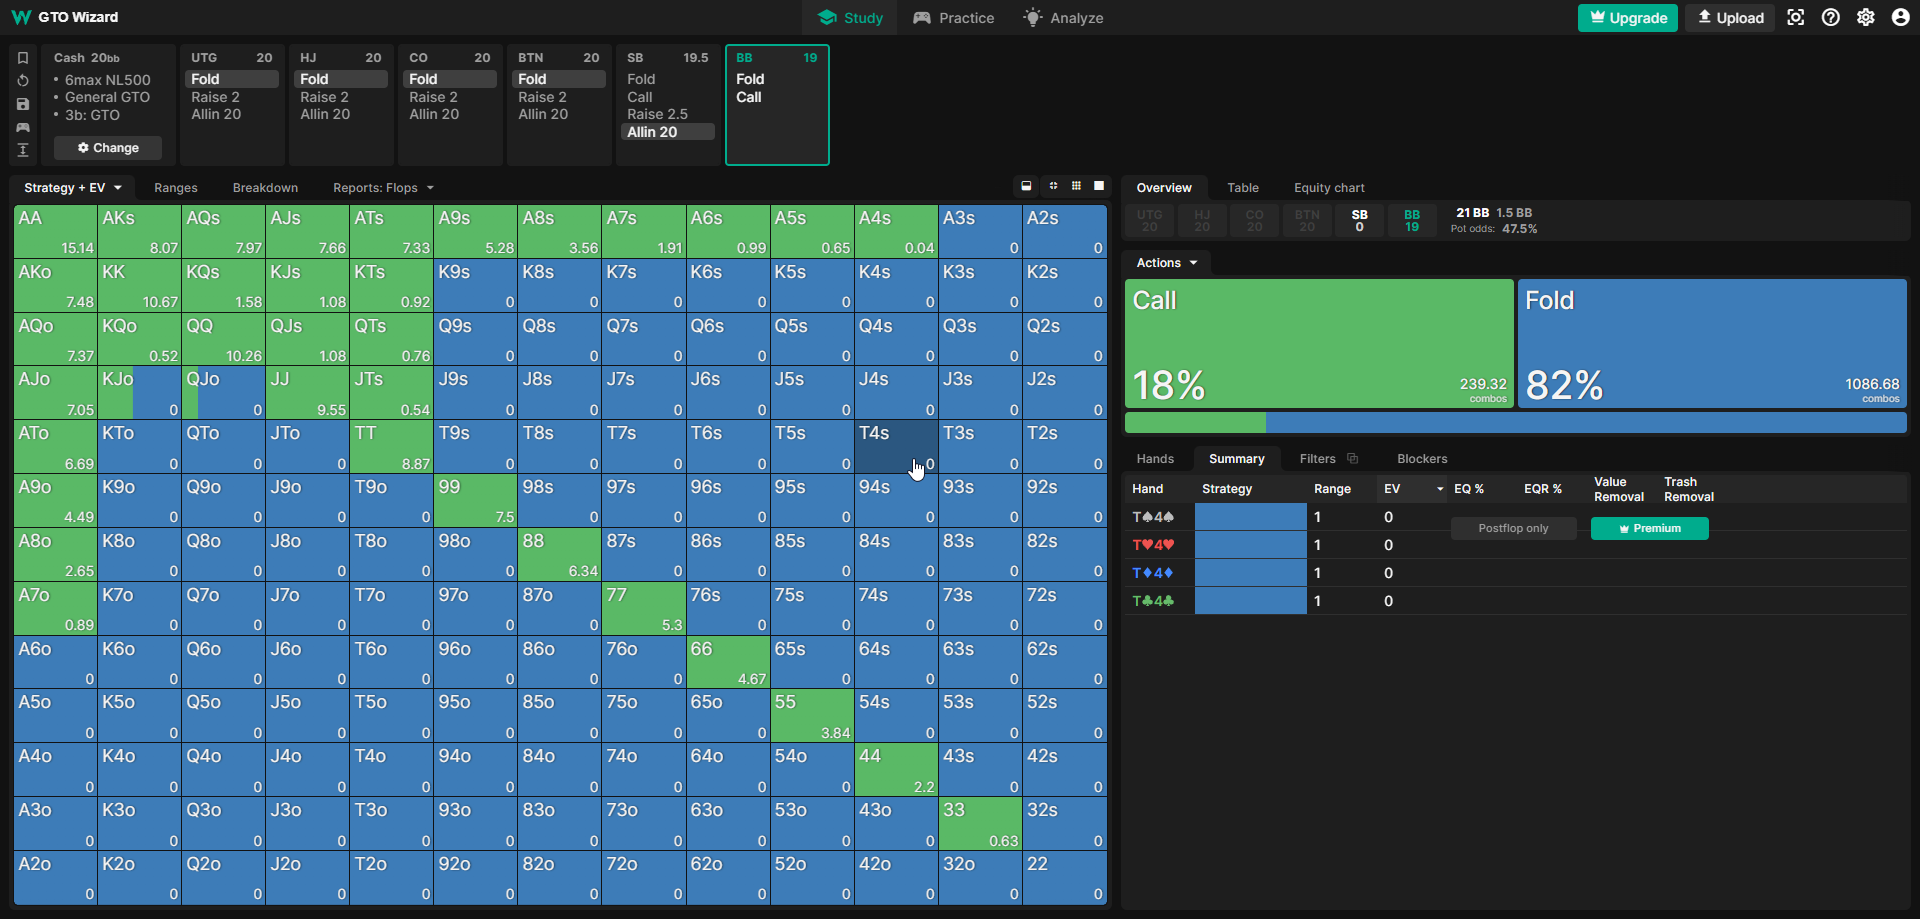 GTO Wizard
Study
Practice
Analyze
Upgrade
Upload
Cash 20bb
• 6max NL500
• General GTO
• 3b: GTO
Change
UTG 20
Fold
Raise 2
Allin 20
HJ 20
Fold
Raise 2
Allin 20
CO 20
Fold
Raise 2
Allin 20
BTN 20
Fold
Raise 2
Allin 20
SB 19.5
Fold
Call
Raise 2.5
Allin 20
BB 19
Fold
Call
Strategy + EV
Ranges
Breakdown
Reports: Flops
AA AKs AQs AJs ATs A9s A8s A7s A6s A5s A4s A3s A2s
15.14 8.07 7.97 7.66 7.33 5.28 3.56 1.91 0.99 0.65 0.04 0 0
AKo KK KQs KJs KTs K9s K8s K7s K6s K5s K4s K3s K2s
7.48 10.67 1.58 1.08 0.92 0 0 0 0 0 0 0 0
AQo KQo QQ QJs QTs Q9s Q8s Q7s Q6s Q5s Q4s Q3s Q2s
7.37 0.52 10.26 1.08 0.76 0 0 0 0 0 0 0 0
AJo KJo QJo JJ JTs J9s J8s J7s J6s J5s J4s J3s J2s
7.05 0 0 9.55 0.54 0 0 0 0 0 0 0 0
ATo KTo QTo JTo TT T9s T8s T7s T6s T5s T4s T3s T2s
6.69 0 0 0 8.87 0 0 0 0 0 0 0 0
A9o K9o Q9o J9o T9o 99 98s 97s 96s 95s 94s 93s 92s
4.49 0 0 0 0 7.5 0 0 0 0 0 0 0
A8o K8o Q8o J8o T8o 98o 88 87s 86s 85s 84s 83s 82s
2.65 0 0 0 0 0 6.34 0 0 0 0 0 0
A7o K7o Q7o J7o T7o 97o 87o 77 76s 75s 74s 73s 72s
0.89 0 0 0 0 0 0 5.3 0 0 0 0 0
A6o K6o Q6o J6o T6o 96o 86o 76o 66 65s 64s 63s 62s
0 0 0 0 0 0 0 0 4.67 0 0 0 0
A5o K5o Q5o J5o T5o 95o 85o 75o 65o 55 54s 53s 52s
0 0 0 0 0 0 0 0 0 3.84 0 0 0
A4o K4o Q4o J4o T4o 94o 84o 74o 64o 54o 44 43s 42s
0 0 0 0 0 0 0 0 0 0 2.2 0 0
A3o K3o Q3o J3o T3o 93o 83o 73o 63o 53o 43o 33 32s
0 0 0 0 0 0 0 0 0 0 0 0.63 0
A2o K2o Q2o J2o T2o 92o 82o 72o 62o 52o 42o 32o 22
0 0 0 0 0 0 0 0 0 0 0 0 0
Overview
Table
Equity chart
UTG HJ CO BTN SB BB
20 20 20 20 0 19
21 BB 1.5 BB
Pot odds: 47.5%
Actions
Call
18%
239.32
combos
Fold
82%
1086.68
combos
Hands
Summary
Filters
Blockers
Hand Strategy Range EV EQ % EQR % Value Removal Trash Removal
T♠4♠ 1 0
T♥4♥ 1 0
T♦4♦ 1 0
T♣4♣ 1 0
Postflop only
Premium